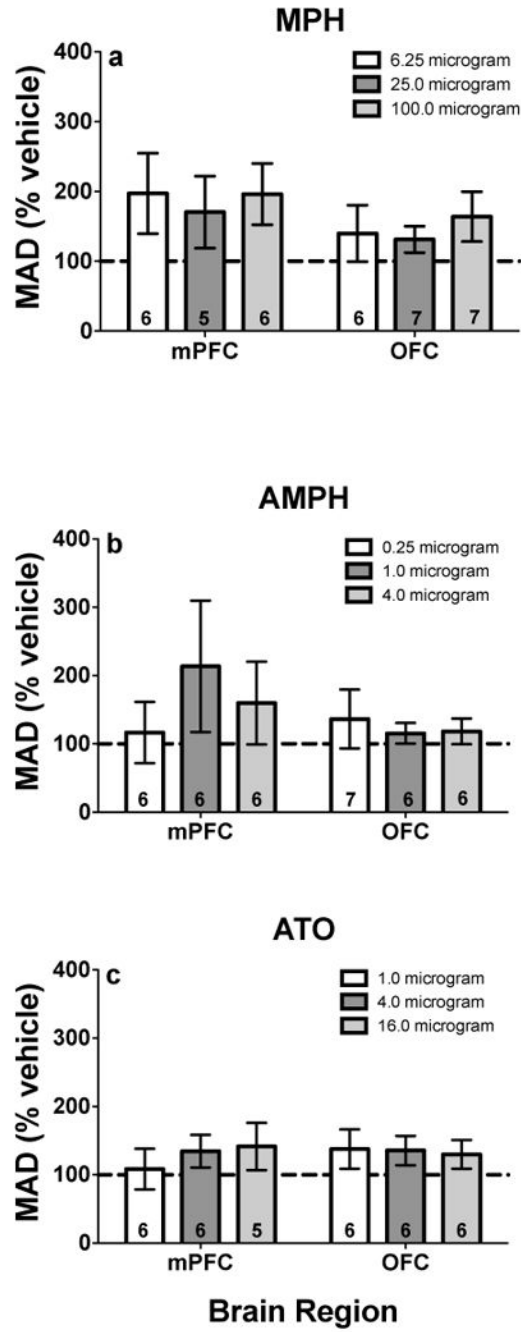 MPH
a
6.25 microgram
25.0 microgram
100.0 microgram
MAD (% vehicle)
400
300
200
100
0
6 5 6 6 7 7
mPFC OFC
AMPH
b
0.25 microgram
1.0 microgram
4.0 microgram
MAD (% vehicle)
400
300
200
100
0
6 6 6 7 6 6
mPFC OFC
ATO
c
1.0 microgram
4.0 microgram
16.0 microgram
MAD (% vehicle)
400
300
200
100
0
6 6 5 6 6 6
mPFC OFC
Brain Region